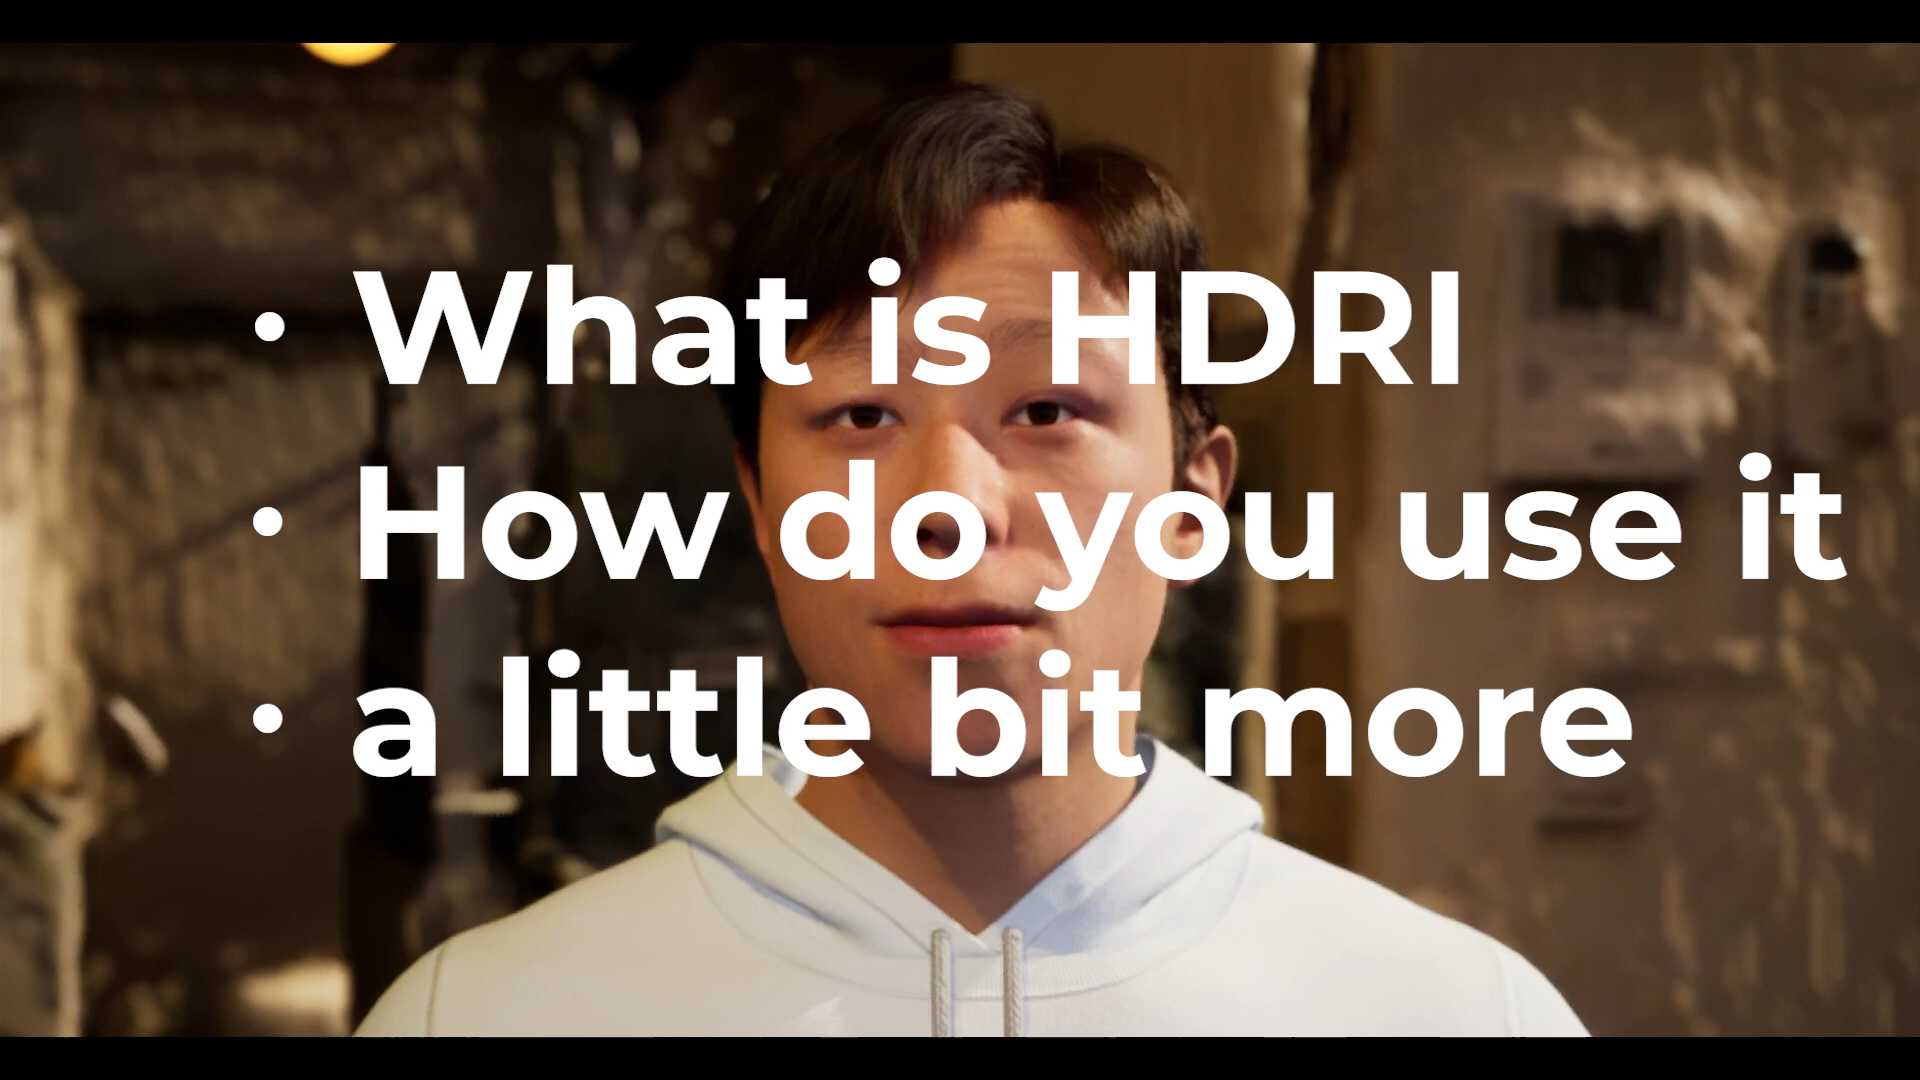 • What is HDRI
• How do you use it
• a little bit more